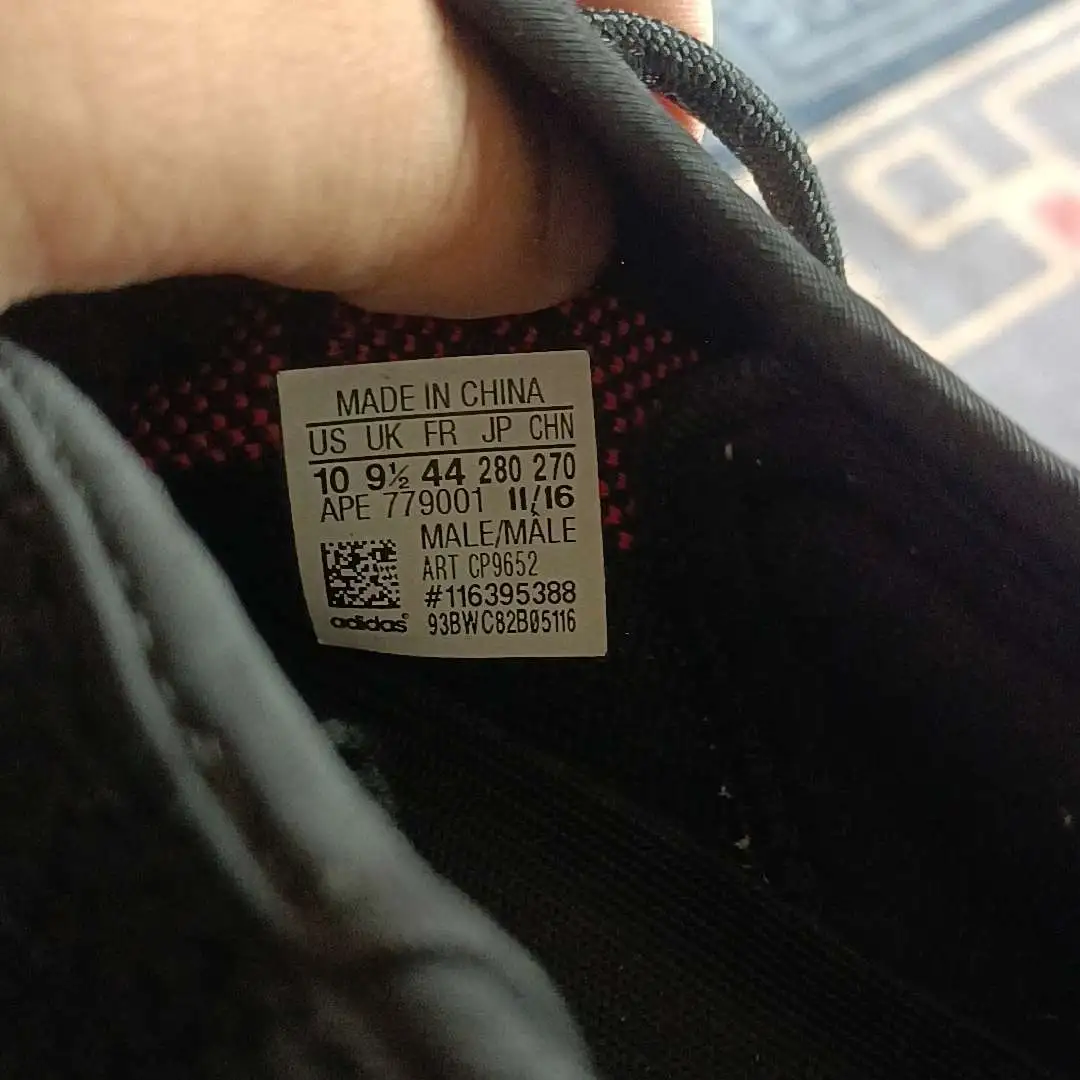 MADE IN CHINA
US UK FR JP CHN
10 9½ 44 280 270
APE 779001 11/16
MALE/MÂLE
ART CP9652
#116395388
adidas® 93BWC82B05116